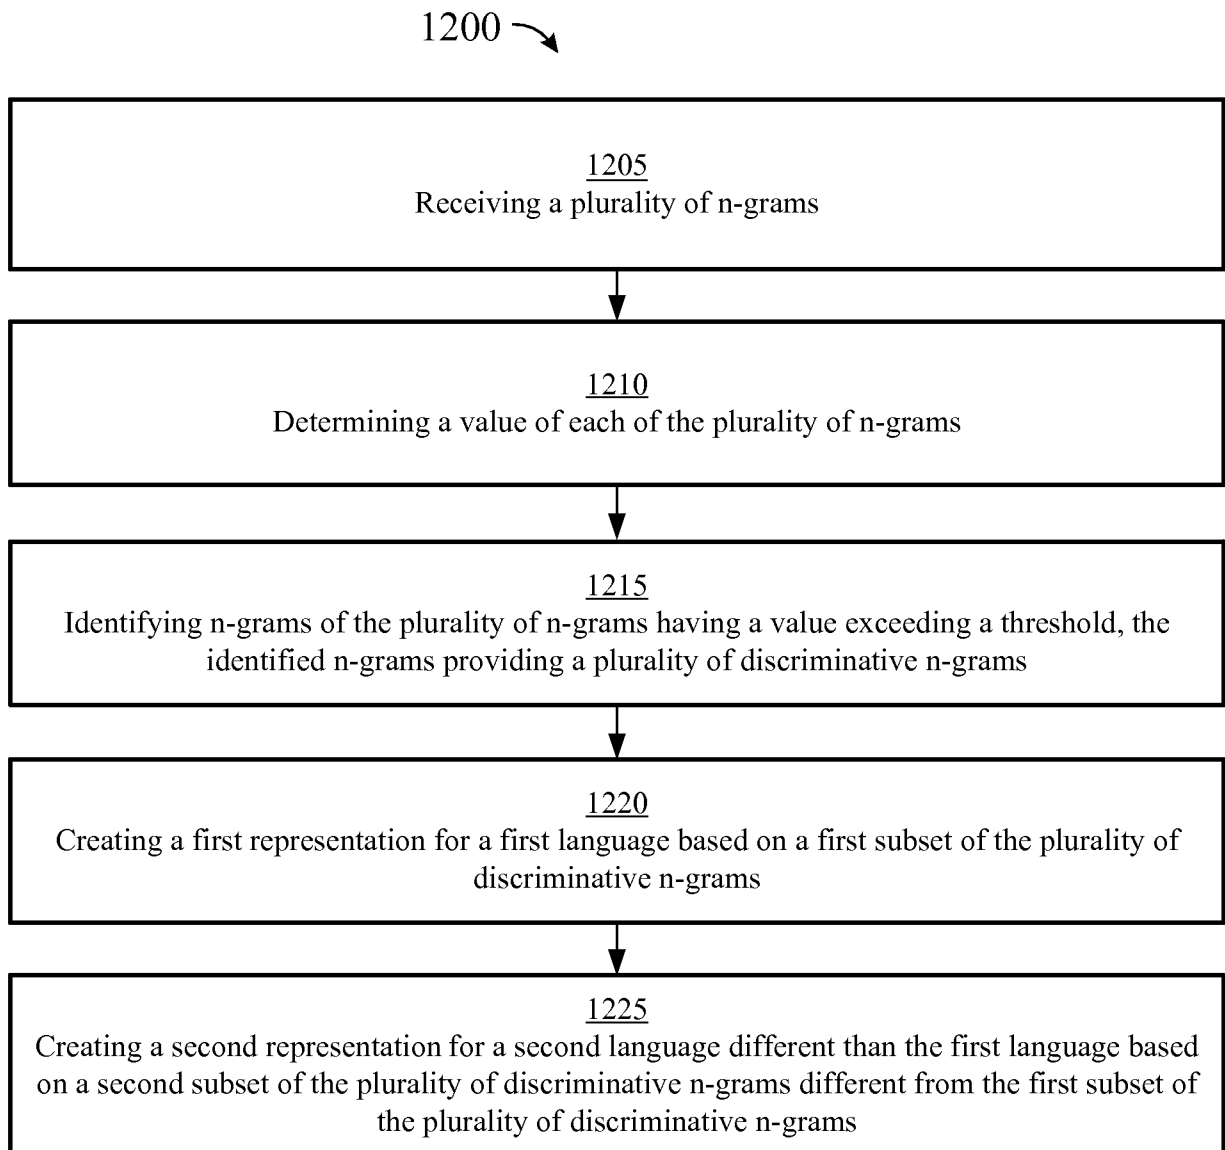 1200
1205
Receiving a plurality of n-grams
1210
Determining a value of each of the plurality of n-grams
1215
Identifying n-grams of the plurality of n-grams having a value exceeding a threshold, the
identified n-grams providing a plurality of discriminative n-grams
1220
Creating a first representation for a first language based on a first subset of the plurality of
discriminative n-grams
1225
Creating a second representation for a second language different than the first language based
on a second subset of the plurality of discriminative n-grams different from the first subset of
the plurality of discriminative n-grams